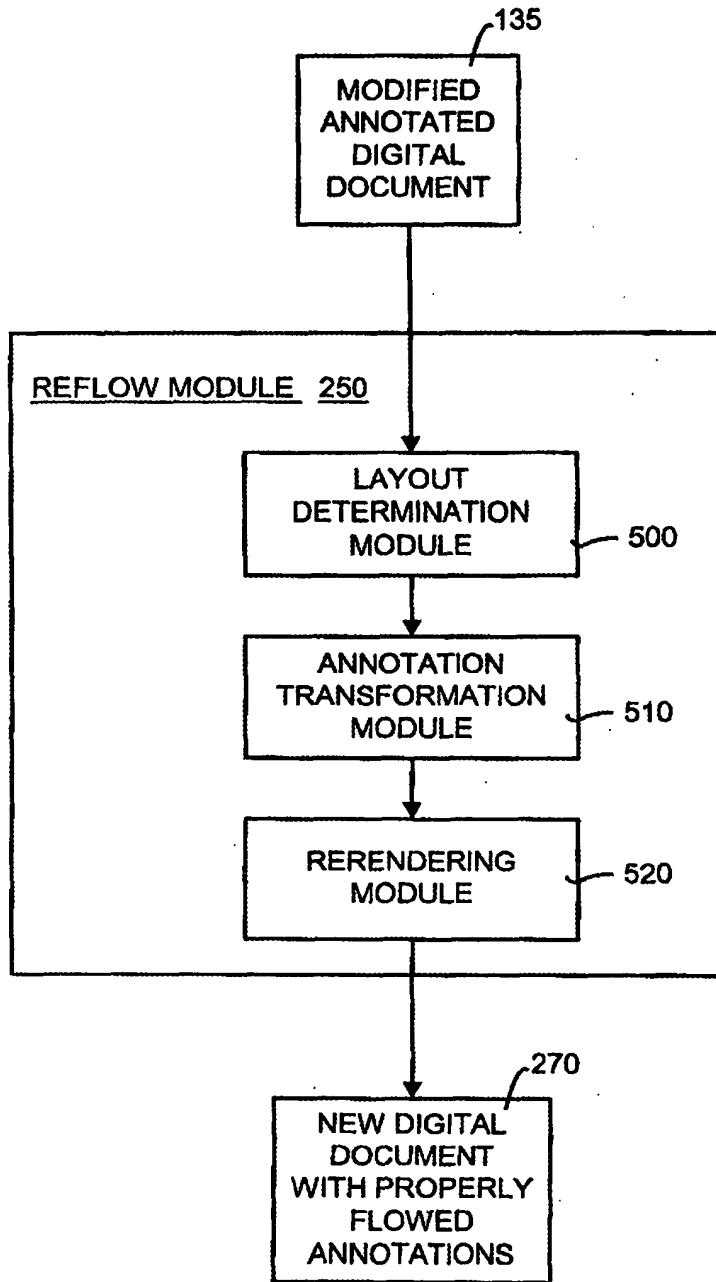 135
MODIFIED
ANNOTATED
DIGITAL
DOCUMENT
REFLOW MODULE 250
LAYOUT
DETERMINATION
MODULE
500
ANNOTATION
TRANSFORMATION
MODULE
510
RERENDERING
MODULE
520
270
NEW DIGITAL
DOCUMENT
WITH PROPERLY
FLOWED
ANNOTATIONS